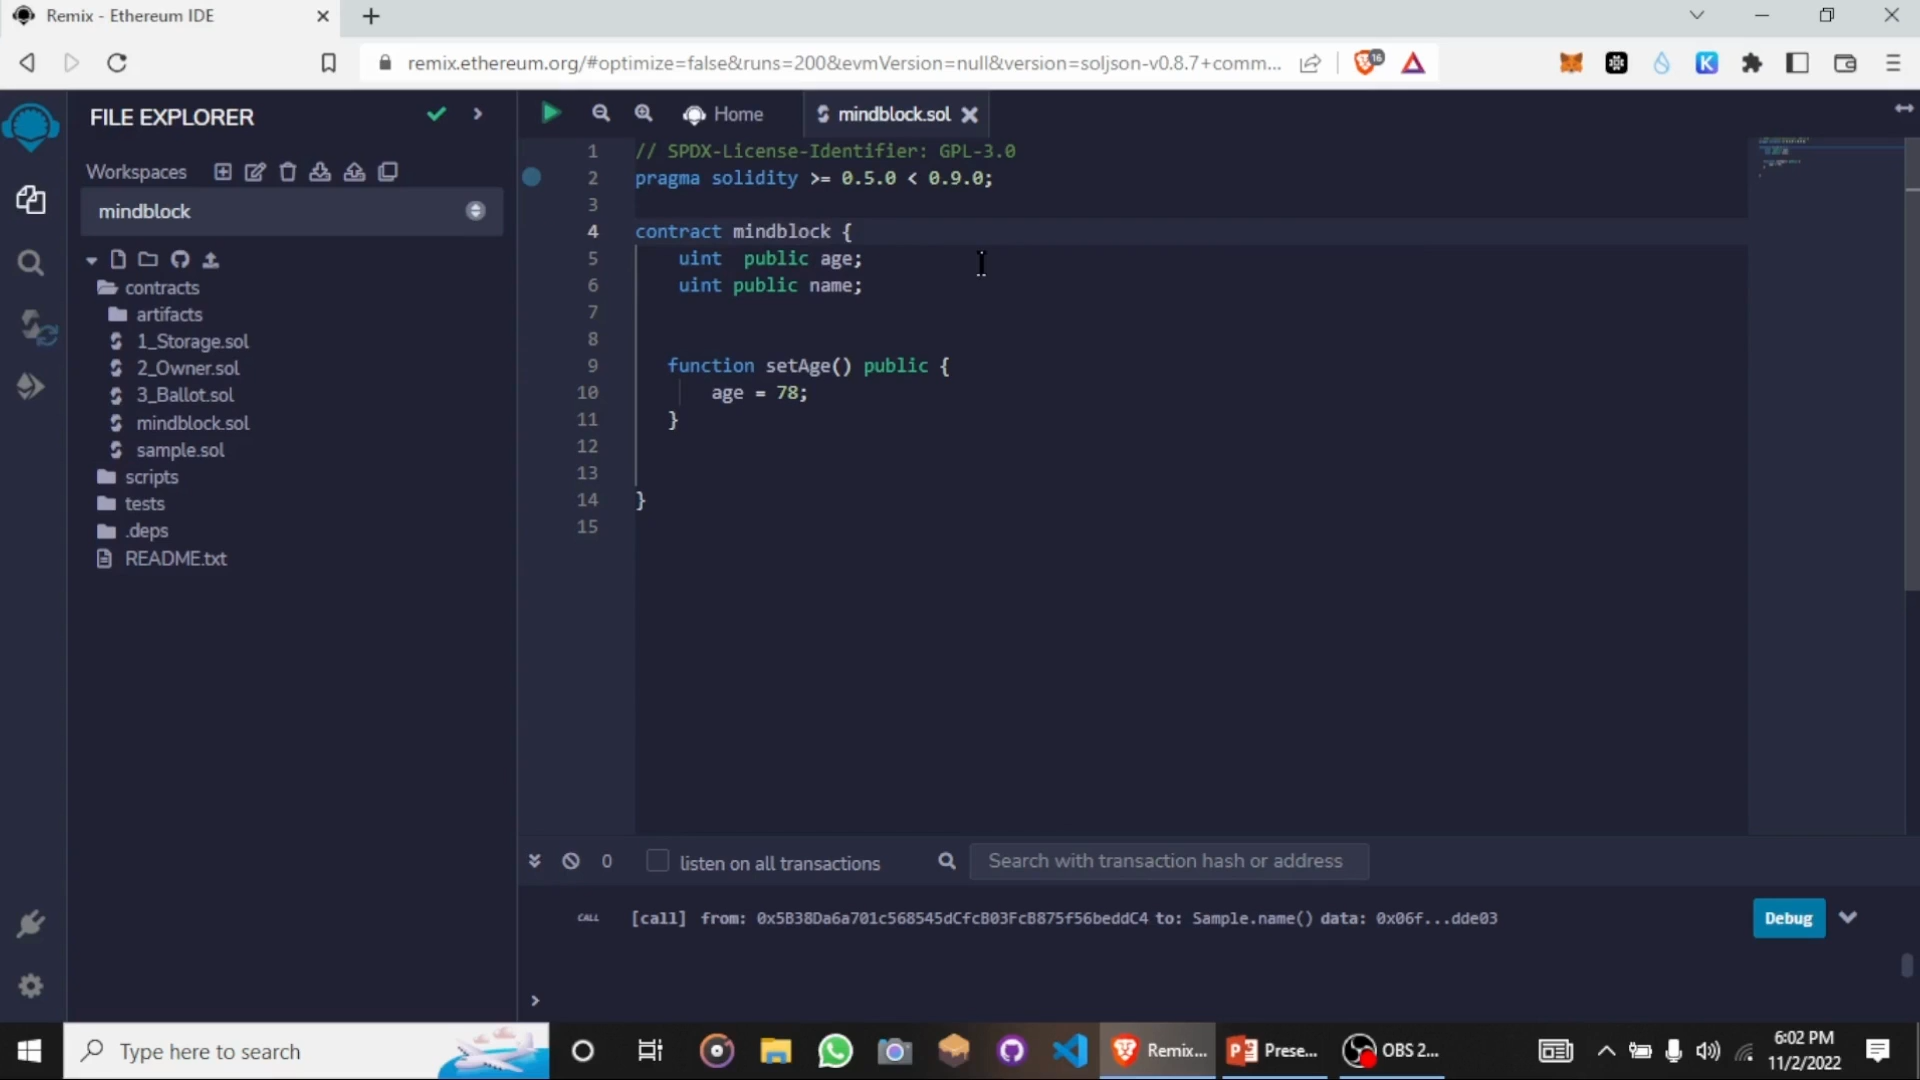 Remix - Ethereum IDE
remix.ethereum.org/#optimize=false&runs=200&evmVersion=null&version=soljson-v0.8.7+comm...
16
FILE EXPLORER
Workspaces
mindblock
contracts
artifacts
1_Storage.sol
2_Owner.sol
3_Ballot.sol
mindblock.sol
sample.sol
scripts
tests
.deps
README.txt
Home
mindblock.sol
1 // SPDX-License-Identifier: GPL-3.0
2 pragma solidity >= 0.5.0 < 0.9.0;
3
4 contract mindblock {
5 uint  public age;
6 uint public name;
7
8
9 function setAge() public {
10 age = 78;
11 }
12
13
14 }
15
0 listen on all transactions
Search with transaction hash or address
CALL [call] from: 0x5B38Da6a701c568545dCfcB03FcB875f56beddC4 to: Sample.name() data: 0x06f...dde03
Debug
>
Type here to search
Remix...
Prese...
OBS 2...
6:02 PM
11/2/2022